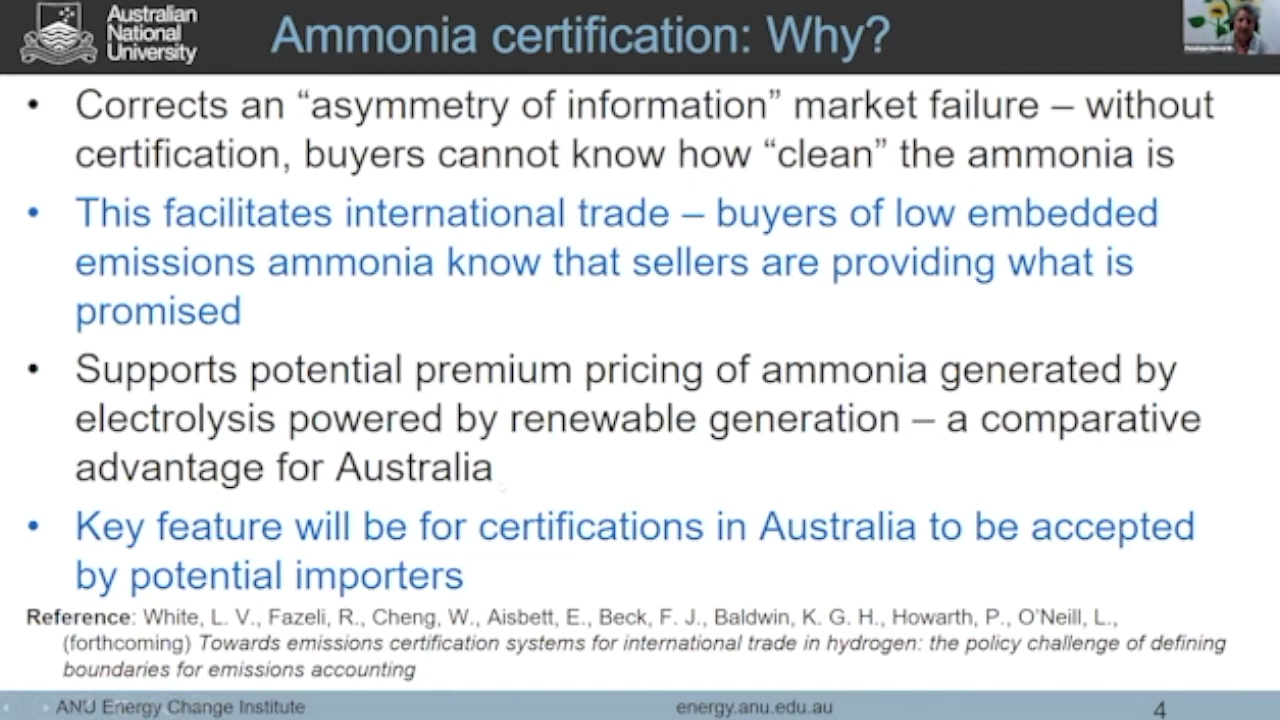 Australian
National
University
Ammonia certification: Why?
• Corrects an “asymmetry of information” market failure – without
certification, buyers cannot know how “clean” the ammonia is
• This facilitates international trade – buyers of low embedded
emissions ammonia know that sellers are providing what is
promised
• Supports potential premium pricing of ammonia generated by
electrolysis powered by renewable generation – a comparative
advantage for Australia
• Key feature will be for certifications in Australia to be accepted
by potential importers
Reference: White, L. V., Fazeli, R., Cheng, W., Aisbett, E., Beck, F. J., Baldwin, K. G. H., Howarth, P., O’Neill, L.,
(forthcoming) Towards emissions certification systems for international trade in hydrogen: the policy challenge of defining
boundaries for emissions accounting
ANU Energy Change Institute
energy.anu.edu.au
4